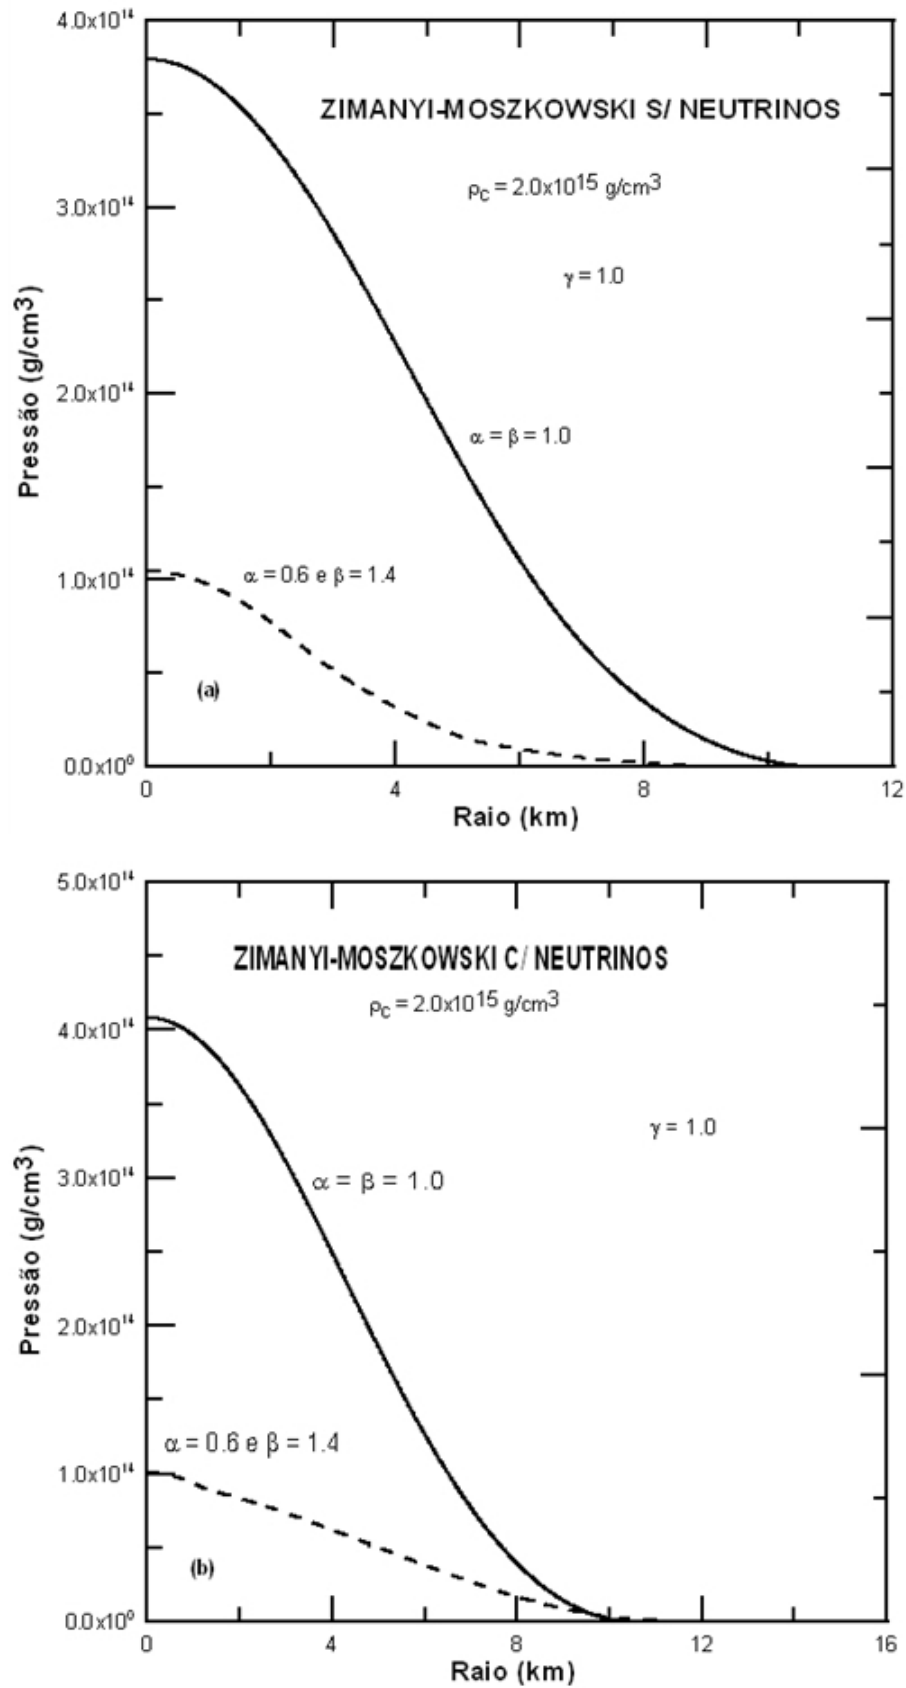 4.0x10¹⁴
ZIMANYI-MOSZKOWSKI S/ NEUTRINOS
ρc = 2.0x10¹⁵ g/cm³
3.0x10¹⁴
γ = 1.0
Pressão (g/cm³)
2.0x10¹⁴
α = β = 1.0
1.0x10¹⁴
α = 0.6 e β = 1.4
(a)
0.0x10⁰
0 4 8 12
Raio (km)
5.0x10¹⁴
ZIMANYI-MOSZKOWSKI C/ NEUTRINOS
ρc = 2.0x10¹⁵ g/cm³
4.0x10¹⁴
γ = 1.0
3.0x10¹⁴
α = β = 1.0
Pressão (g/cm³)
2.0x10¹⁴
α = 0.6 e β = 1.4
1.0x10¹⁴
(b)
0.0x10⁰
0 4 8 12 16
Raio (km)